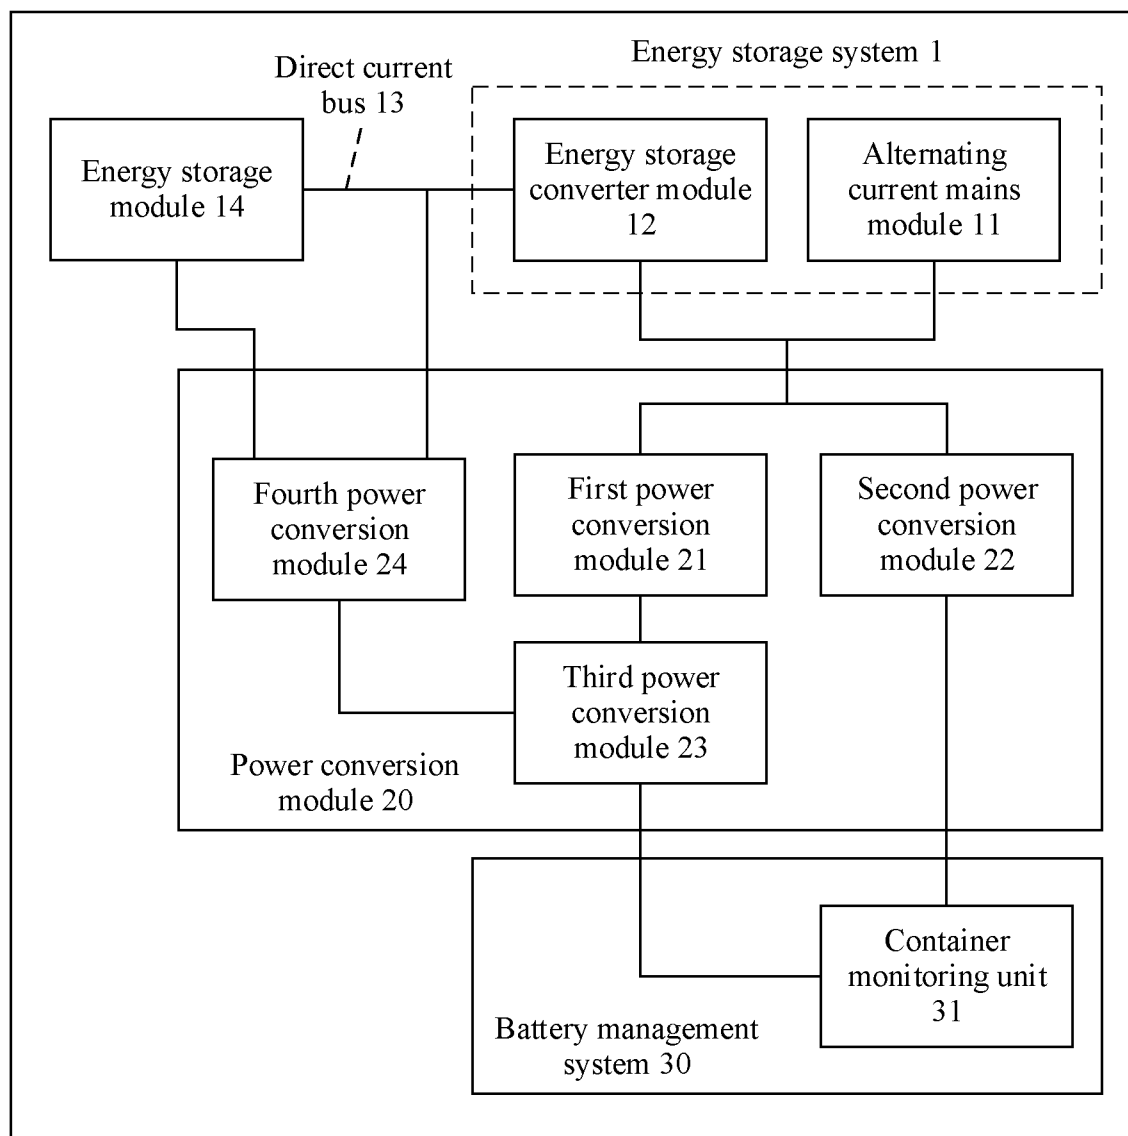 Energy storage system 1
Direct current
bus 13
Energy storage
module 14
Energy storage
converter module
12
Alternating
current mains
module 11
Fourth power
conversion
module 24
First power
conversion
module 21
Second power
conversion
module 22
Third power
conversion
module 23
Power conversion
module 20
Container
monitoring unit
31
Battery management
system 30